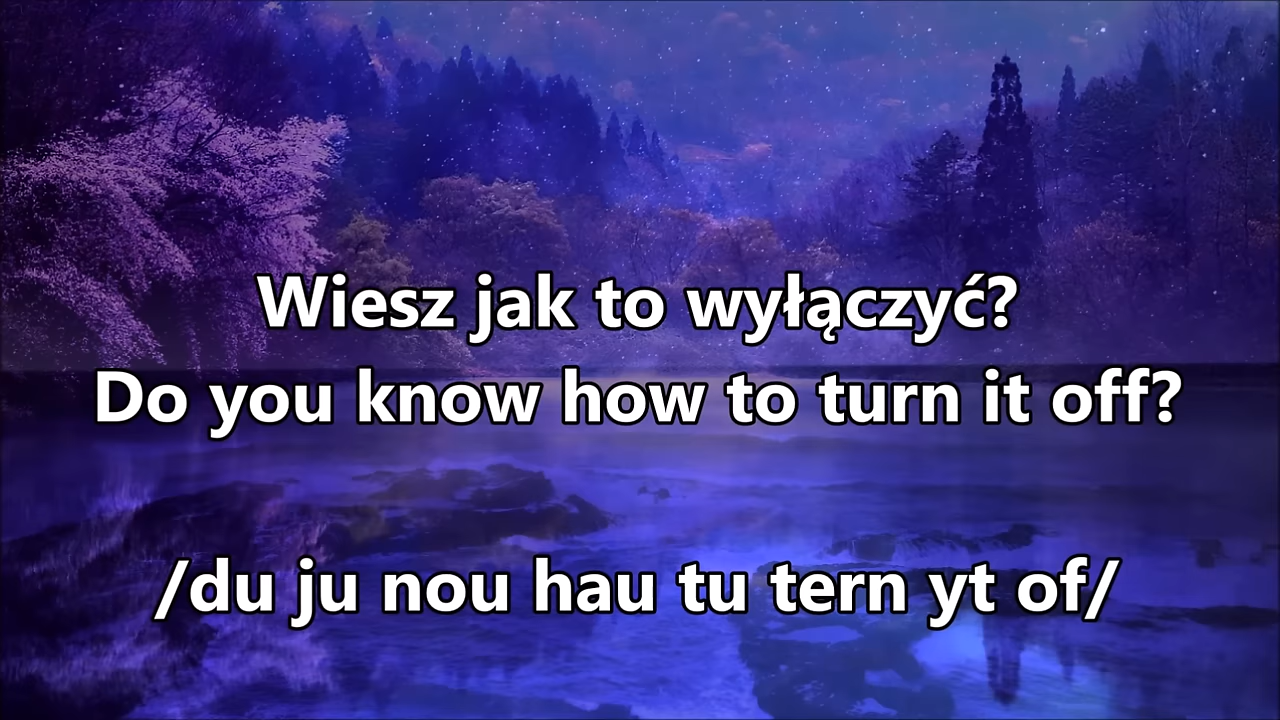 Wiesz jak to wyłączyć?
Do you know how to turn it off?
/du ju nou hau tu tern yt of/